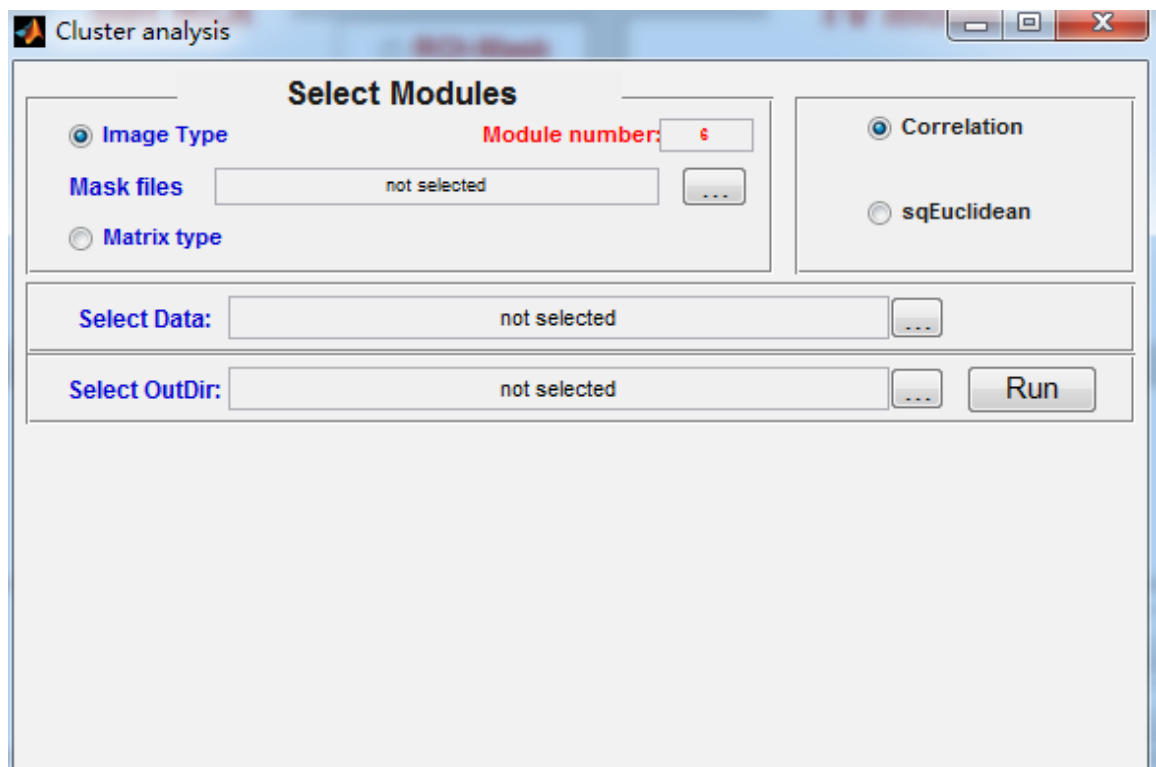 Cluster analysis
Select Modules
Image Type
Module number: 6
Mask files not selected ...
Matrix type
Correlation
sqEuclidean
Select Data: not selected ...
Select OutDir: not selected ... Run